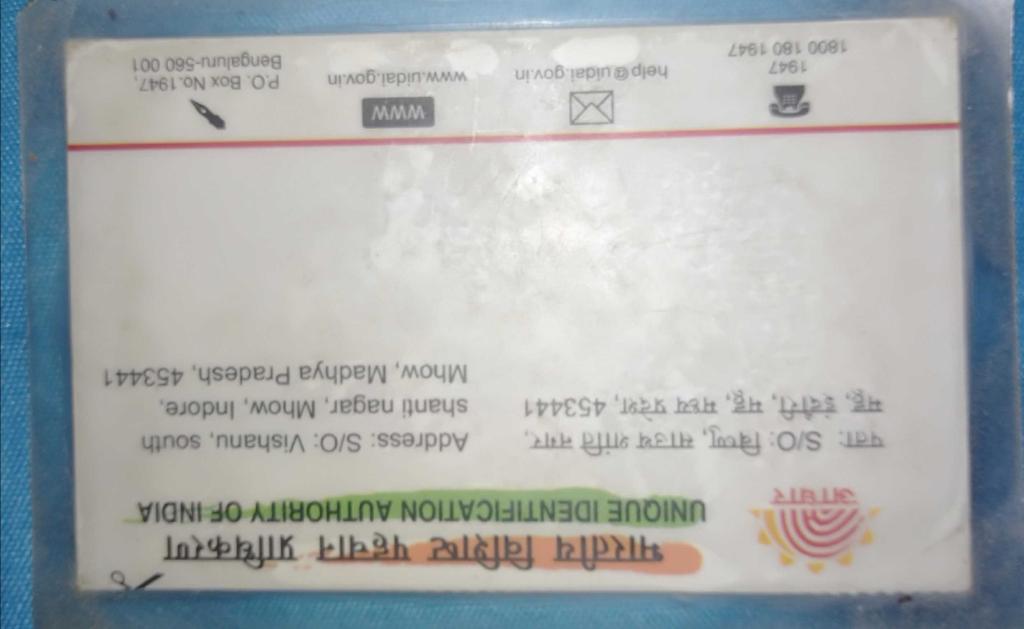 भारतीय विशिष्ट पहचान प्राधिकरण
UNIQUE IDENTIFICATION AUTHORITY OF INDIA
आधार
पता: S/O: विष्णु, साउथ शांति नगर,
महू, इंदौर, महू, मध्य प्रदेश, 453441
Address: S/O: Vishanu, south
shanti nagar, Mhow, Indore,
Mhow, Madhya Pradesh, 453441
1947
1800 180 1947
help@uidai.gov.in
WWW
www.uidai.gov.in
P.O. Box No.1947,
Bengaluru-560 001